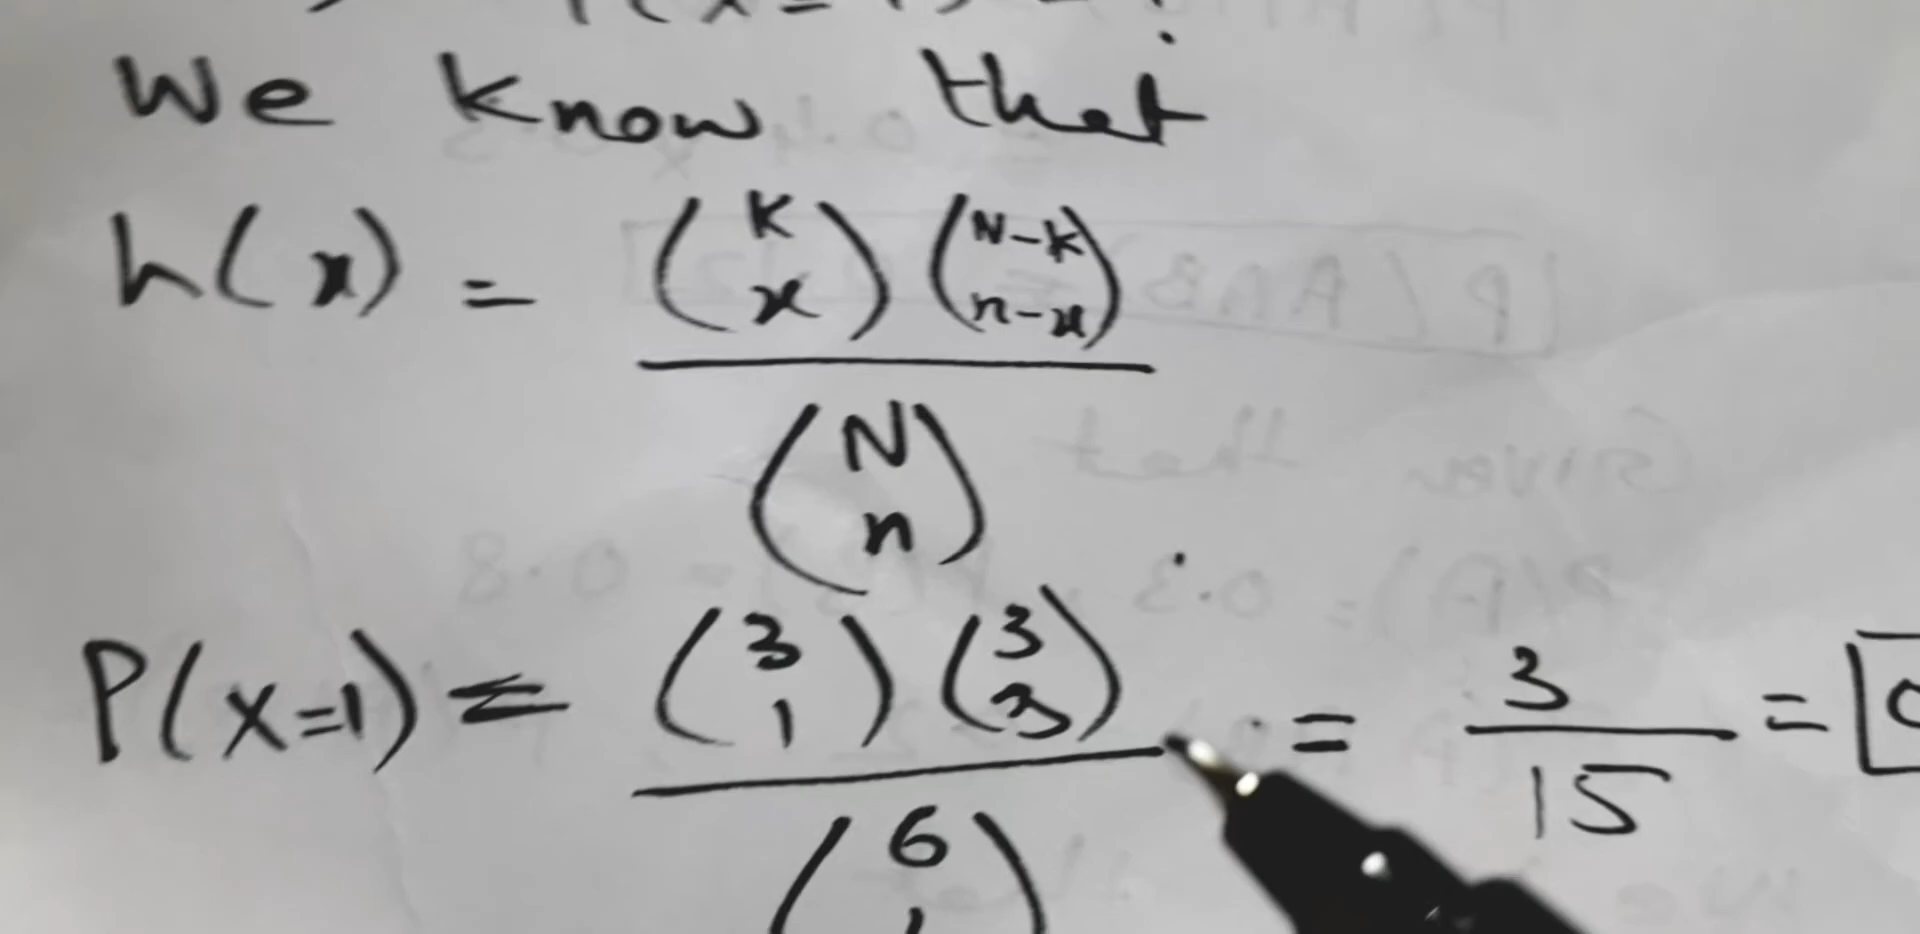 We know that
h(x) = (K x)(N-K n-x) / (N n)
P(X=1) = (3 1)(3 3) / (6 = 3/15 =